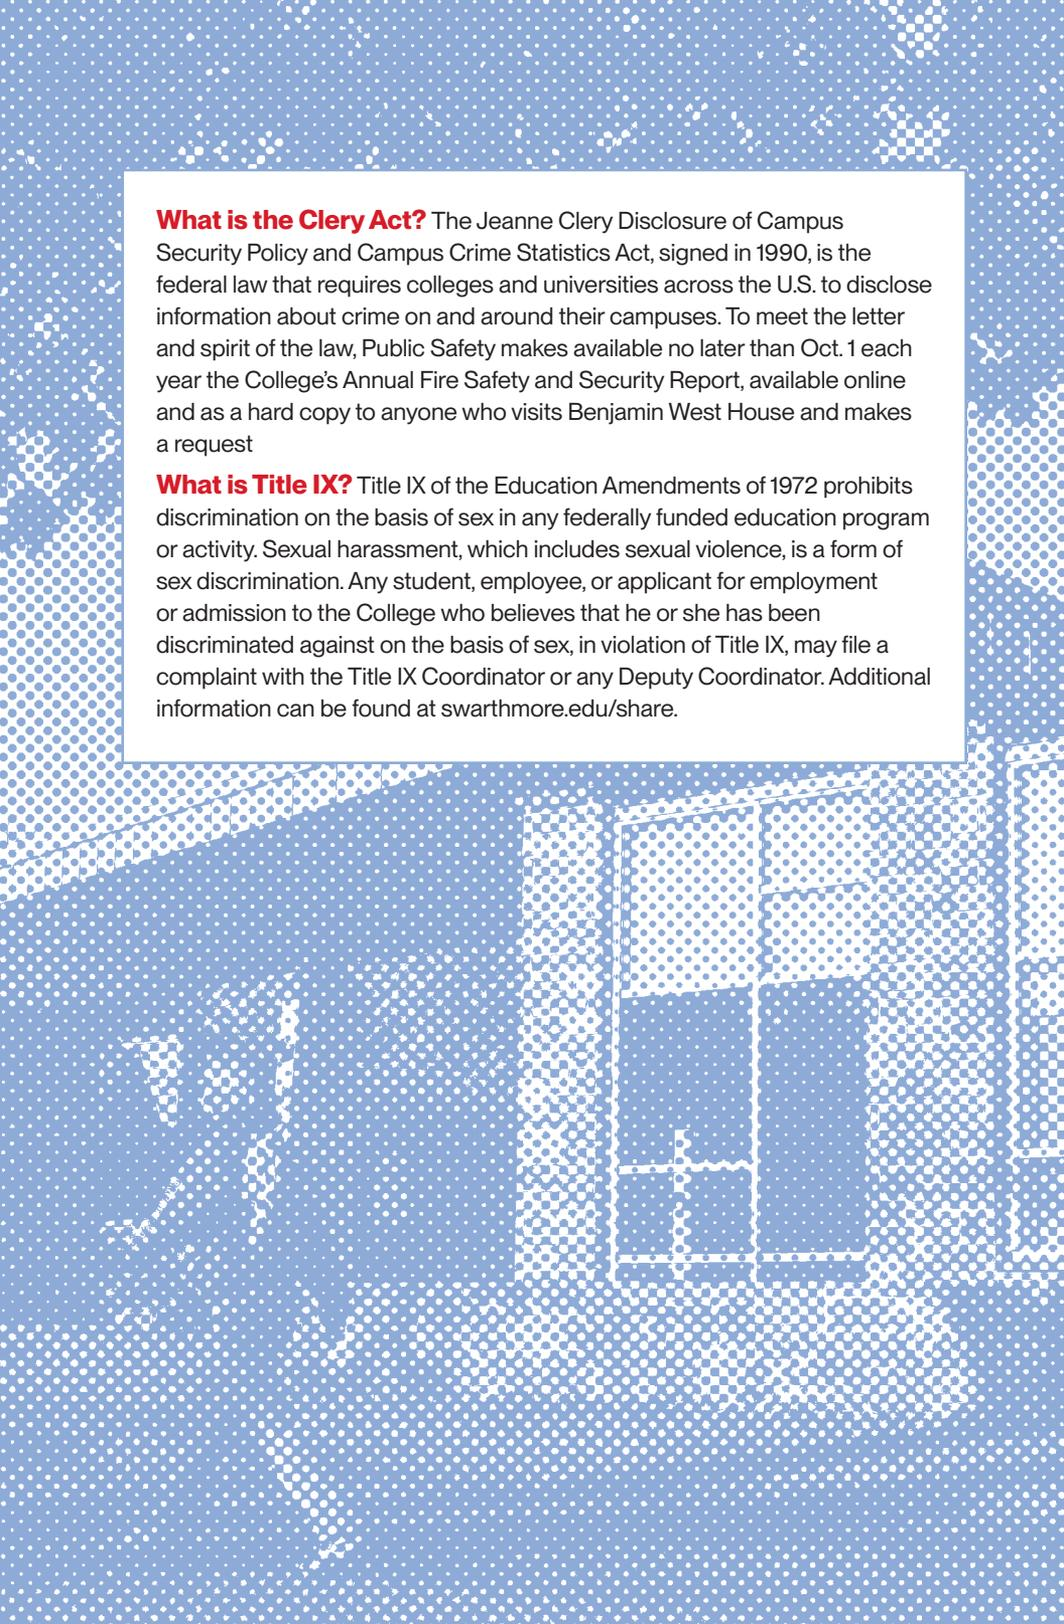 What is the Clery Act? The Jeanne Clery Disclosure of Campus
Security Policy and Campus Crime Statistics Act, signed in 1990, is the
federal law that requires colleges and universities across the U.S. to disclose
information about crime on and around their campuses. To meet the letter
and spirit of the law, Public Safety makes available no later than Oct. 1 each
year the College’s Annual Fire Safety and Security Report, available online
and as a hard copy to anyone who visits Benjamin West House and makes
a request
What is Title IX? Title IX of the Education Amendments of 1972 prohibits
discrimination on the basis of sex in any federally funded education program
or activity. Sexual harassment, which includes sexual violence, is a form of
sex discrimination. Any student, employee, or applicant for employment
or admission to the College who believes that he or she has been
discriminated against on the basis of sex, in violation of Title IX, may file a
complaint with the Title IX Coordinator or any Deputy Coordinator. Additional
information can be found at swarthmore.edu/share.